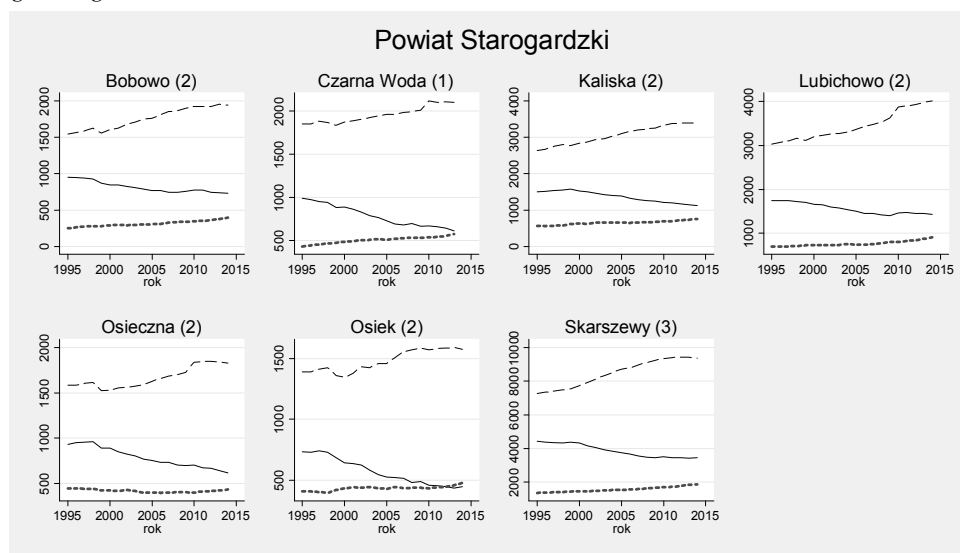 Powiat Starogardzki
Bobowo (2)
2000
1500
1000
500
0
1995 2000 2005 2010 2015
rok
Czarna Woda (1)
2000
1500
1000
500
1995 2000 2005 2010 2015
rok
Kaliska (2)
4000
3000
2000
1000
0
1995 2000 2005 2010 2015
rok
Lubichowo (2)
4000
3000
2000
1000
1995 2000 2005 2010 2015
rok
Osieczna (2)
2000
1500
1000
500
1995 2000 2005 2010 2015
rok
Osiek (2)
1500
1000
500
1995 2000 2005 2010 2015
rok
Skarszewy (3)
10000
8000
6000
4000
2000
1995 2000 2005 2010 2015
rok